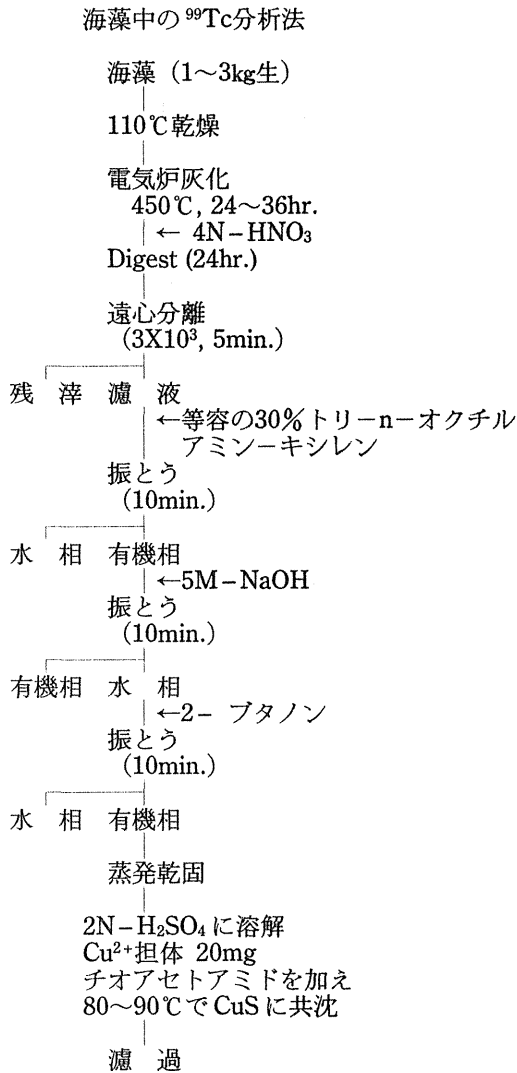 海藻中の⁹⁹Tc分析法
海藻（1～3kg生）
110℃乾燥
電気炉灰化
450℃, 24～36hr.
← 4N－HNO₃
Digest (24hr.)
遠心分離
(3X10³, 5min.)
残 滓 濾 液
←等容の30％トリーn－オクチル
アミンーキシレン
振とう
(10min.)
水 相 有機相
←5M－NaOH
振とう
(10min.)
有機相 水 相
←2－ ブタノン
振とう
(10min.)
水 相 有機相
蒸発乾固
2N－H₂SO₄に溶解
Cu²⁺担体 20mg
チオアセトアミドを加え
80～90℃でCuSに共沈
濾 過